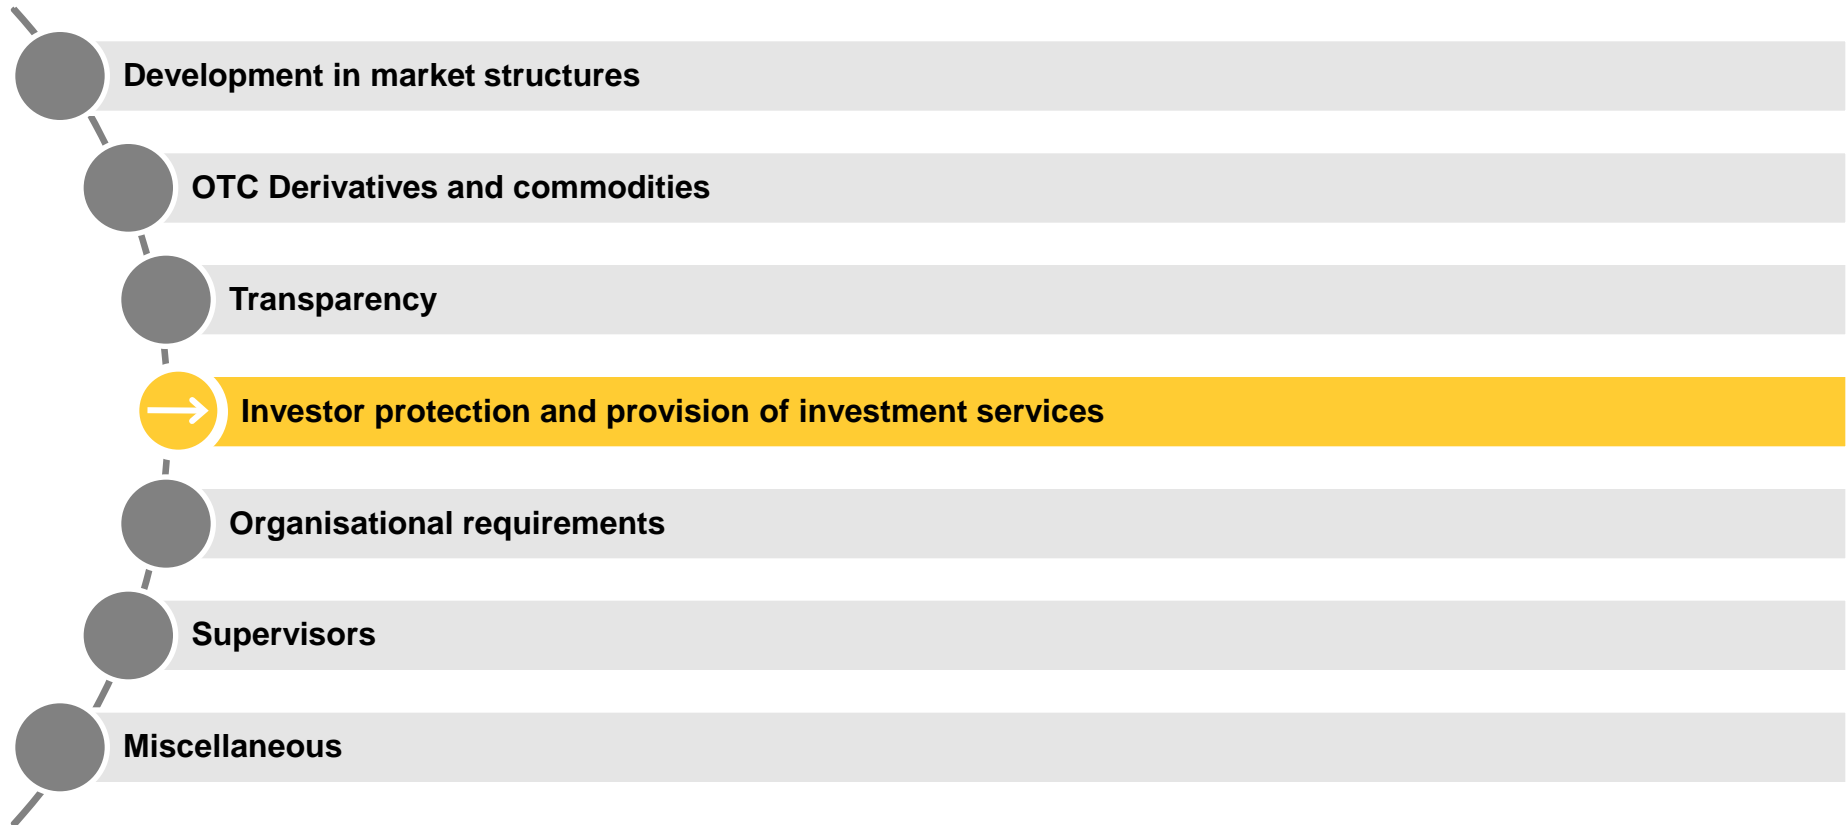 Development in market structures
OTC Derivatives and commodities
Transparency
Investor protection and provision of investment services
Organisational requirements
Supervisors
Miscellaneous